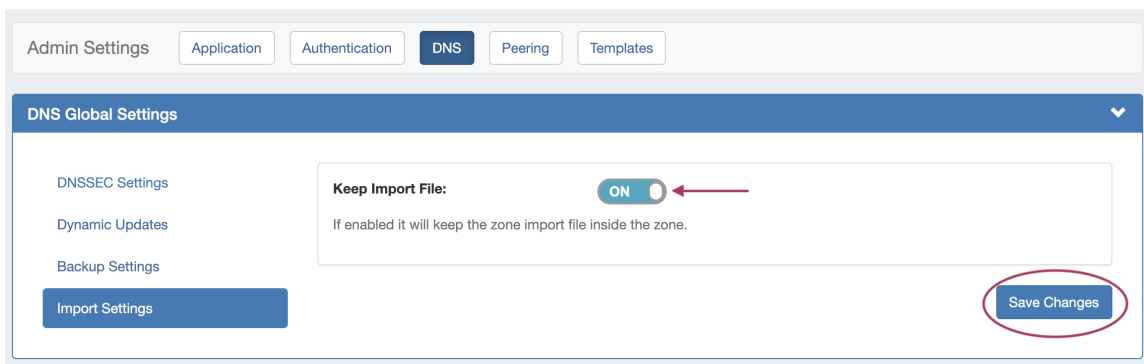 Admin Settings Application Authentication DNS Peering Templates
DNS Global Settings
DNSSEC Settings
Dynamic Updates
Backup Settings
Import Settings
Keep Import File: ON
If enabled it will keep the zone import file inside the zone.
Save Changes